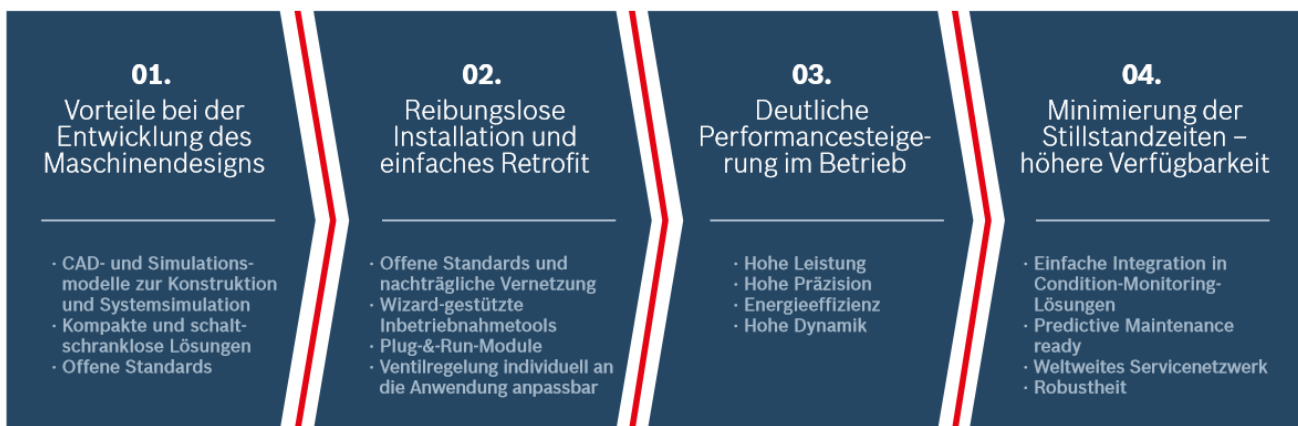 01.
Vorteile bei der
Entwicklung des
Maschinendesigns
· CAD- und Simulations-
modelle zur Konstruktion
und Systemsimulation
· Kompakte und schalt-
schranklose Lösungen
· Offene Standards
02.
Reibungslose
Installation und
einfaches Retrofit
· Offene Standards und
nachträgliche Vernetzung
· Wizard-gestützte
Inbetriebnahmetools
· Plug-&-Run-Module
· Ventilregelung individuell an
die Anwendung anpassbar
03.
Deutliche
Performancesteige-
rung im Betrieb
· Hohe Leistung
· Hohe Präzision
· Energieeffizienz
· Hohe Dynamik
04.
Minimierung der
Stillstandzeiten –
höhere Verfügbarkeit
· Einfache Integration in
Condition-Monitoring-
Lösungen
· Predictive Maintenance
ready
· Weltweites Servicenetzwerk
· Robustheit